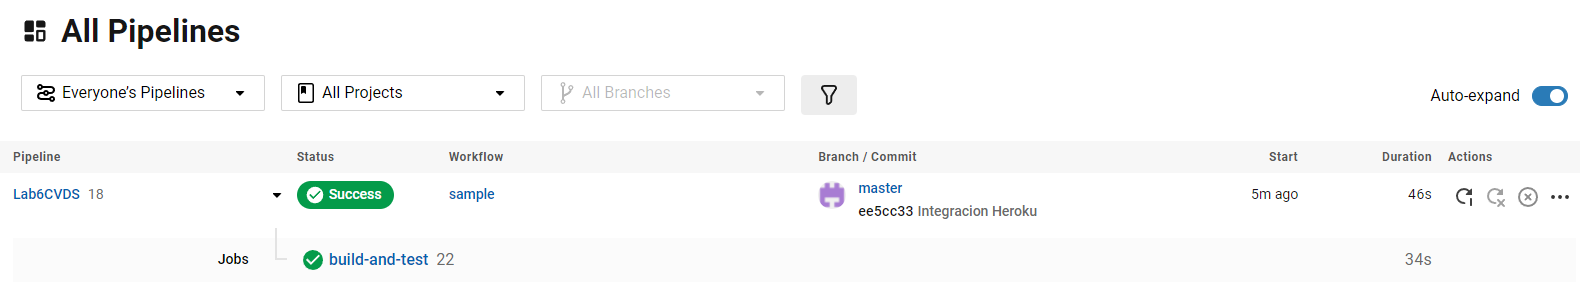 All Pipelines
Everyone's Pipelines All Projects All Branches Auto-expand
Pipeline Status Workflow Branch / Commit Start Duration Actions
Lab6CVDS 18 Success sample master 5m ago 46s
ee5cc33 Integracion Heroku
Jobs build-and-test 22 34s